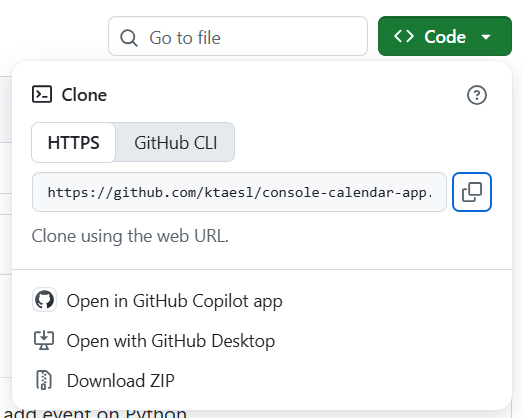 Go to file
Code
Clone
HTTPS
GitHub CLI
https://github.com/ktaesl/console-calendar-app.
Clone using the web URL.
Open in GitHub Copilot app
Open with GitHub Desktop
Download ZIP
add event on Python